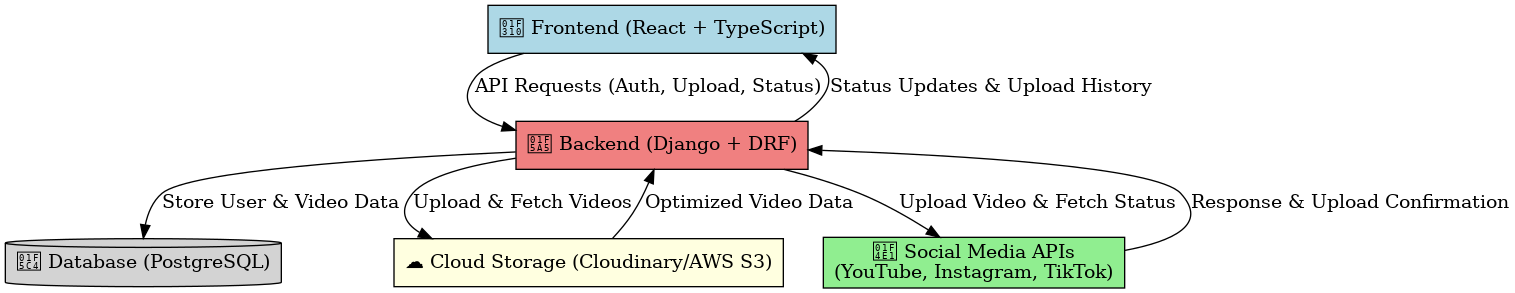 🌐 Frontend (React + TypeScript)
API Requests (Auth, Upload, Status)
Status Updates & Upload History
🖥 Backend (Django + DRF)
Store User & Video Data
Upload & Fetch Videos
Optimized Video Data
Upload Video & Fetch Status
Response & Upload Confirmation
🗄 Database (PostgreSQL)
☁ Cloud Storage (Cloudinary/AWS S3)
📡 Social Media APIs
(YouTube, Instagram, TikTok)